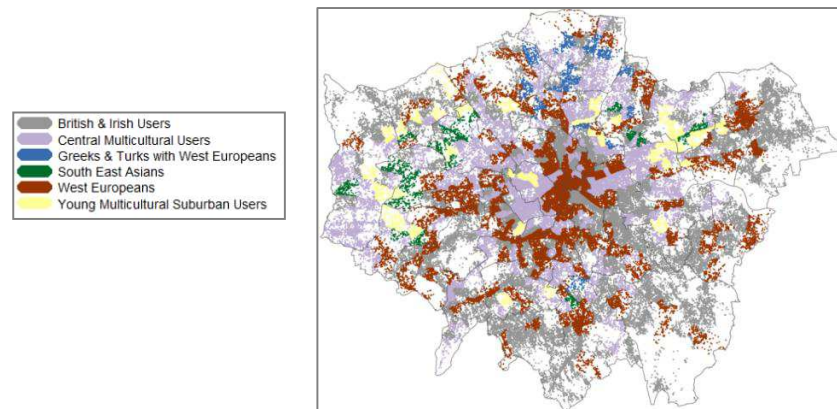 British & Irish Users
Central Multicultural Users
Greeks & Turks with West Europeans
South East Asians
West Europeans
Young Multicultural Suburban Users